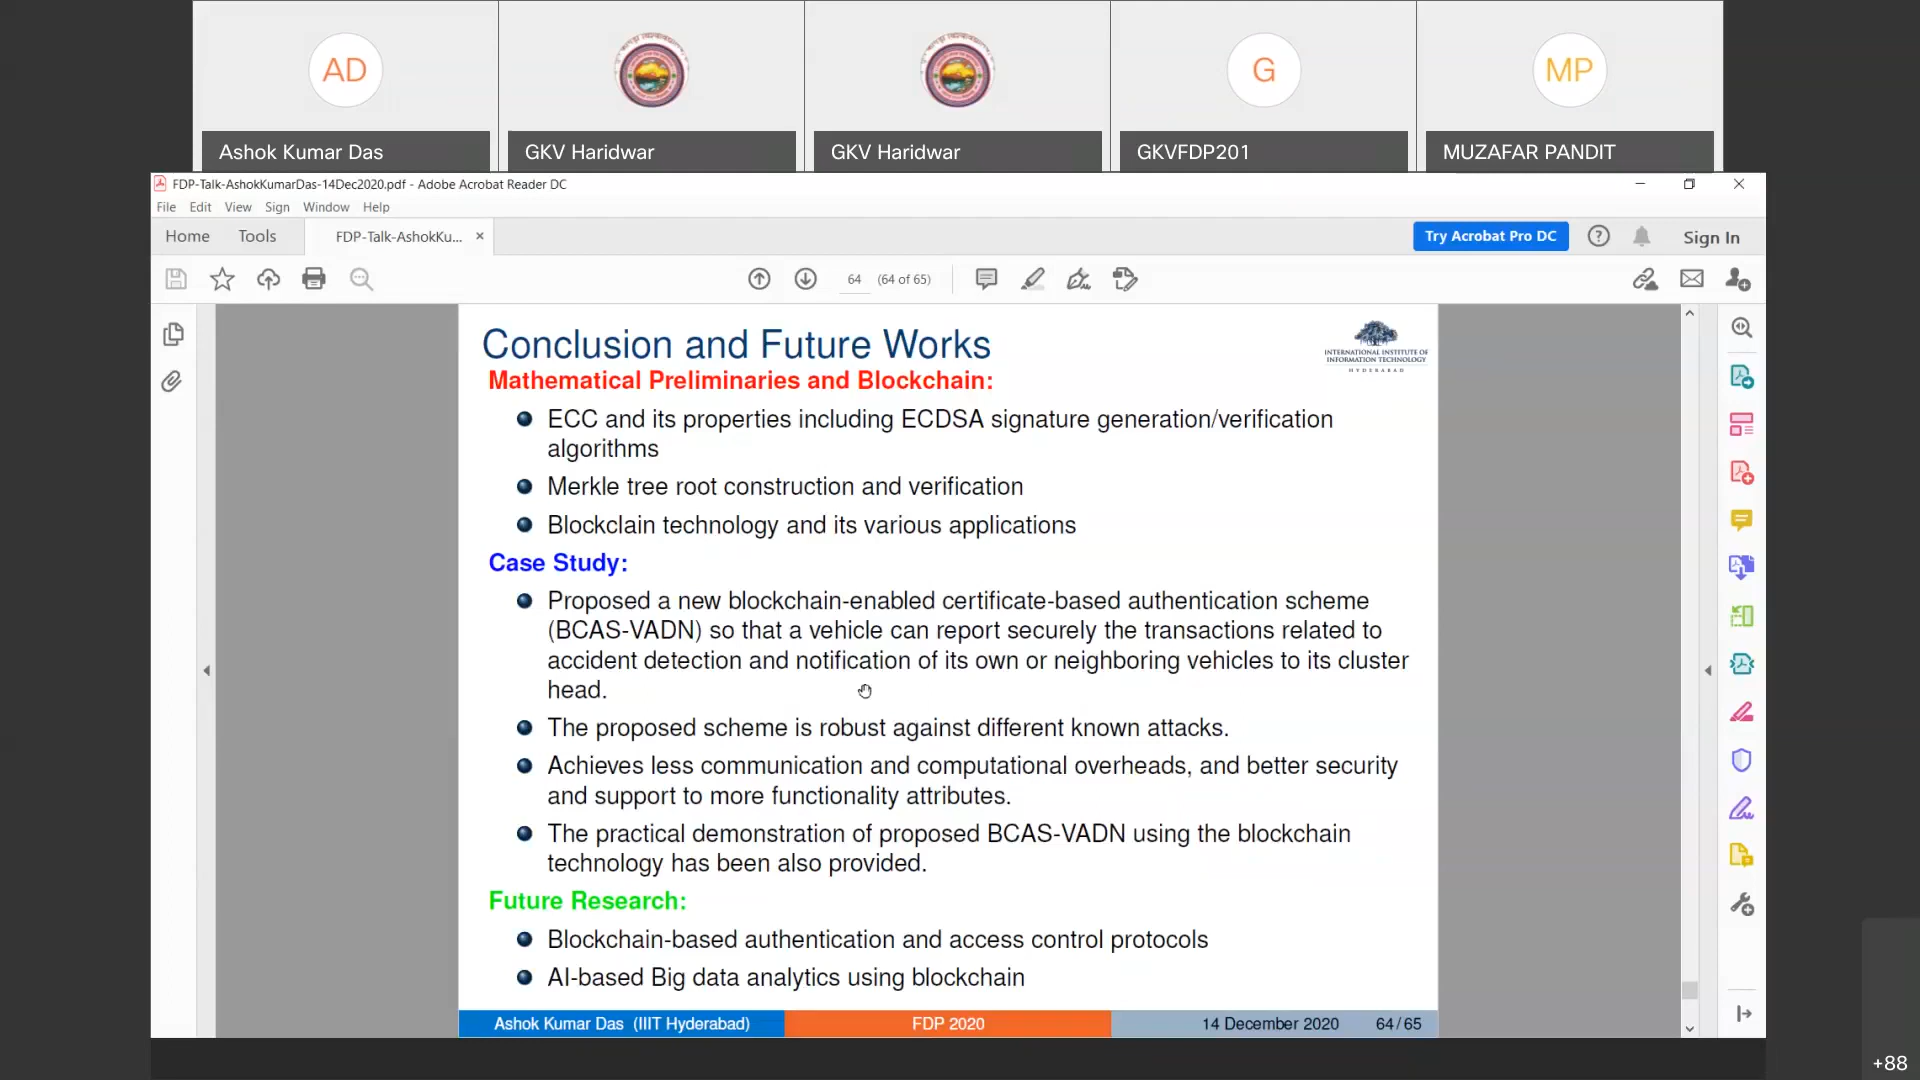 AD
G
MP
Ashok Kumar Das
GKV Haridwar
GKV Haridwar
GKVFDP201
MUZAFAR PANDIT
FDP-Talk-AshokKumarDas-14Dec2020.pdf - Adobe Acrobat Reader DC
File Edit View Sign Window Help
Home Tools FDP-Talk-AshokKu... Try Acrobat Pro DC Sign In
64 (64 of 65)
Conclusion and Future Works
INTERNATIONAL INSTITUTE OF
INFORMATION TECHNOLOGY
HYDERABAD
Mathematical Preliminaries and Blockchain:
ECC and its properties including ECDSA signature generation/verification
algorithms
Merkle tree root construction and verification
Blockclain technology and its various applications
Case Study:
Proposed a new blockchain-enabled certificate-based authentication scheme
(BCAS-VADN) so that a vehicle can report securely the transactions related to
accident detection and notification of its own or neighboring vehicles to its cluster
head.
The proposed scheme is robust against different known attacks.
Achieves less communication and computational overheads, and better security
and support to more functionality attributes.
The practical demonstration of proposed BCAS-VADN using the blockchain
technology has been also provided.
Future Research:
Blockchain-based authentication and access control protocols
AI-based Big data analytics using blockchain
Ashok Kumar Das (IIIT Hyderabad) FDP 2020 14 December 2020 64/65
+88